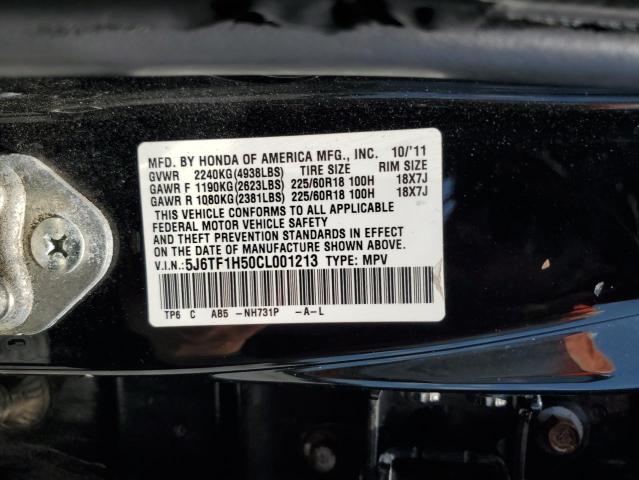 MFD. BY HONDA OF AMERICA MFG., INC. 10/'11
GVWR 2240KG(4938LBS) TIRE SIZE RIM SIZE
GAWR F 1190KG(2623LBS) 225/60R18 100H 18X7J
GAWR R 1080KG(2381LBS) 225/60R18 100H 18X7J
THIS VEHICLE CONFORMS TO ALL APPLICABLE
FEDERAL MOTOR VEHICLE SAFETY
AND THEFT PREVENTION STANDARDS IN EFFECT
ON THE DATE OF MANUFACTURE SHOWN ABOVE.
V.I.N.:5J6TF1H50CL001213 TYPE: MPV
TP6 C AB5 -NH731P -A-L